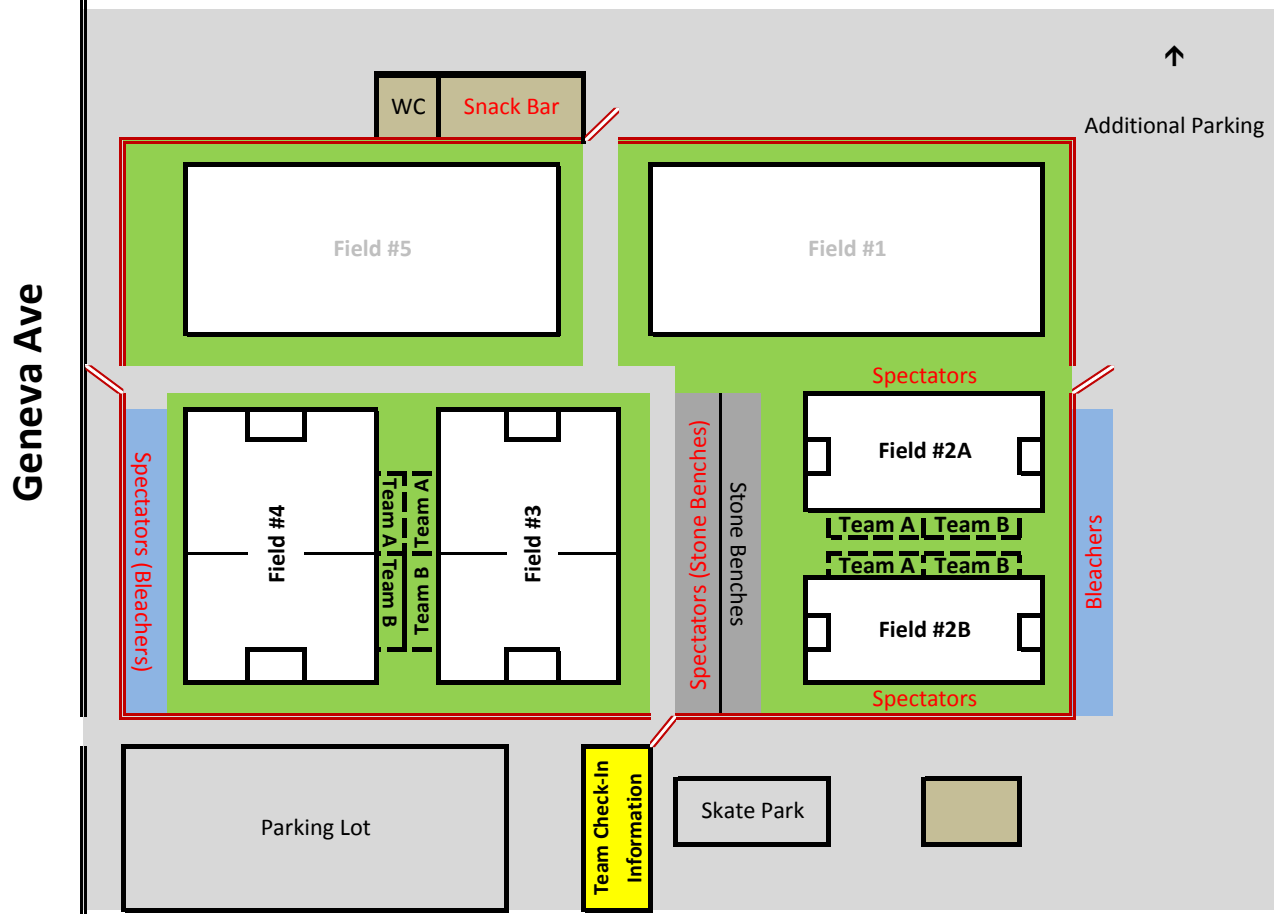 ↑
WC
Snack Bar
Additional Parking
Field #5
Field #1
Geneva Ave
Spectators
Spectators (Bleachers)
Field #4
Team A
Team B
Team A
Team B
Field #3
Spectators (Stone Benches)
Stone Benches
Field #2A
Team A
Team B
Team A
Team B
Field #2B
Bleachers
Spectators
Parking Lot
Team Check-In
Information
Skate Park